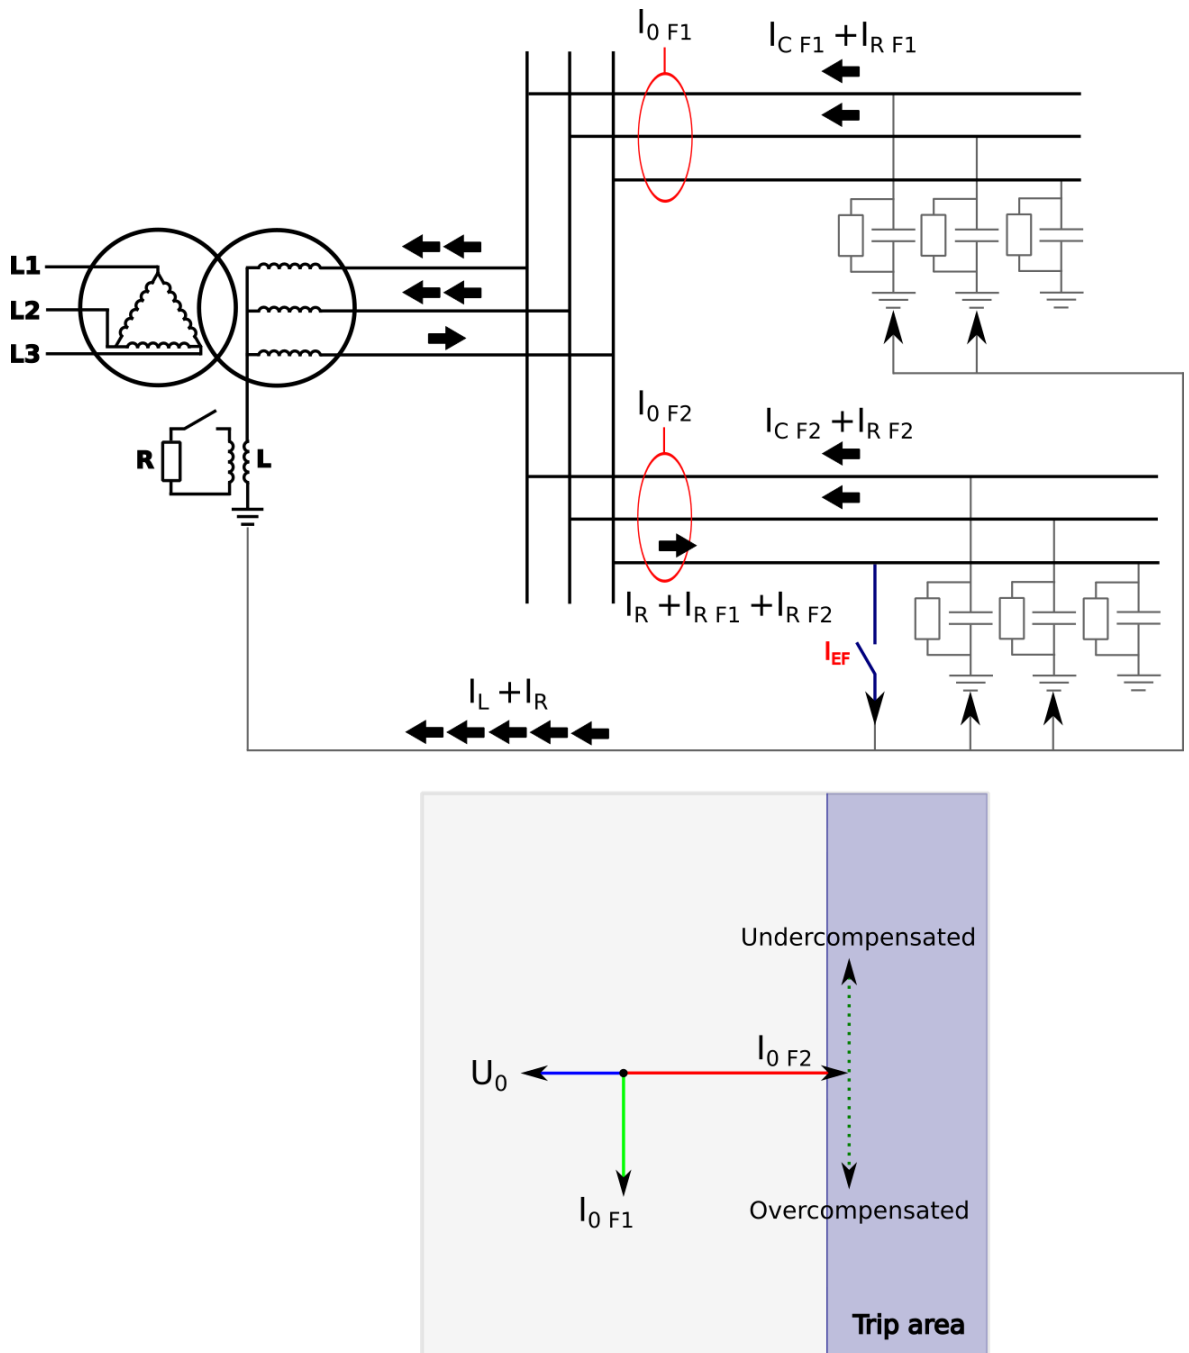 I0 F1
IC F1 +IR F1
L1
L2
L3
I0 F2
IC F2 +IR F2
R
L
IR +IR F1 +IR F2
IEF
IL +IR
Undercompensated
I0 F2
U0
I0 F1
Overcompensated
Trip area